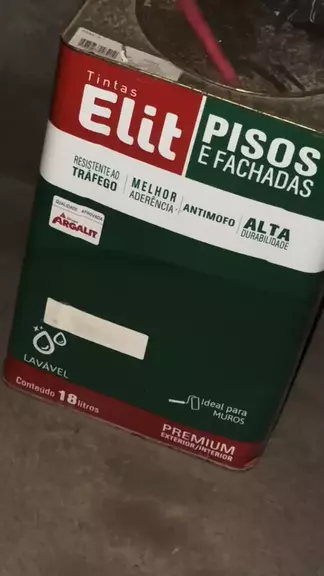 Tintas
Elit
PISOS
E FACHADAS
RESISTENTE AO
TRÁFEGO
MELHOR
ADERÊNCIA
ANTIMOFO
ALTA
DURABILIDADE
QUALIDADE APROVADA
ARGALIT
LAVÁVEL
Conteúdo 18 litros
ideal para
MUROS
PREMIUM
EXTERIOR/INTERIOR